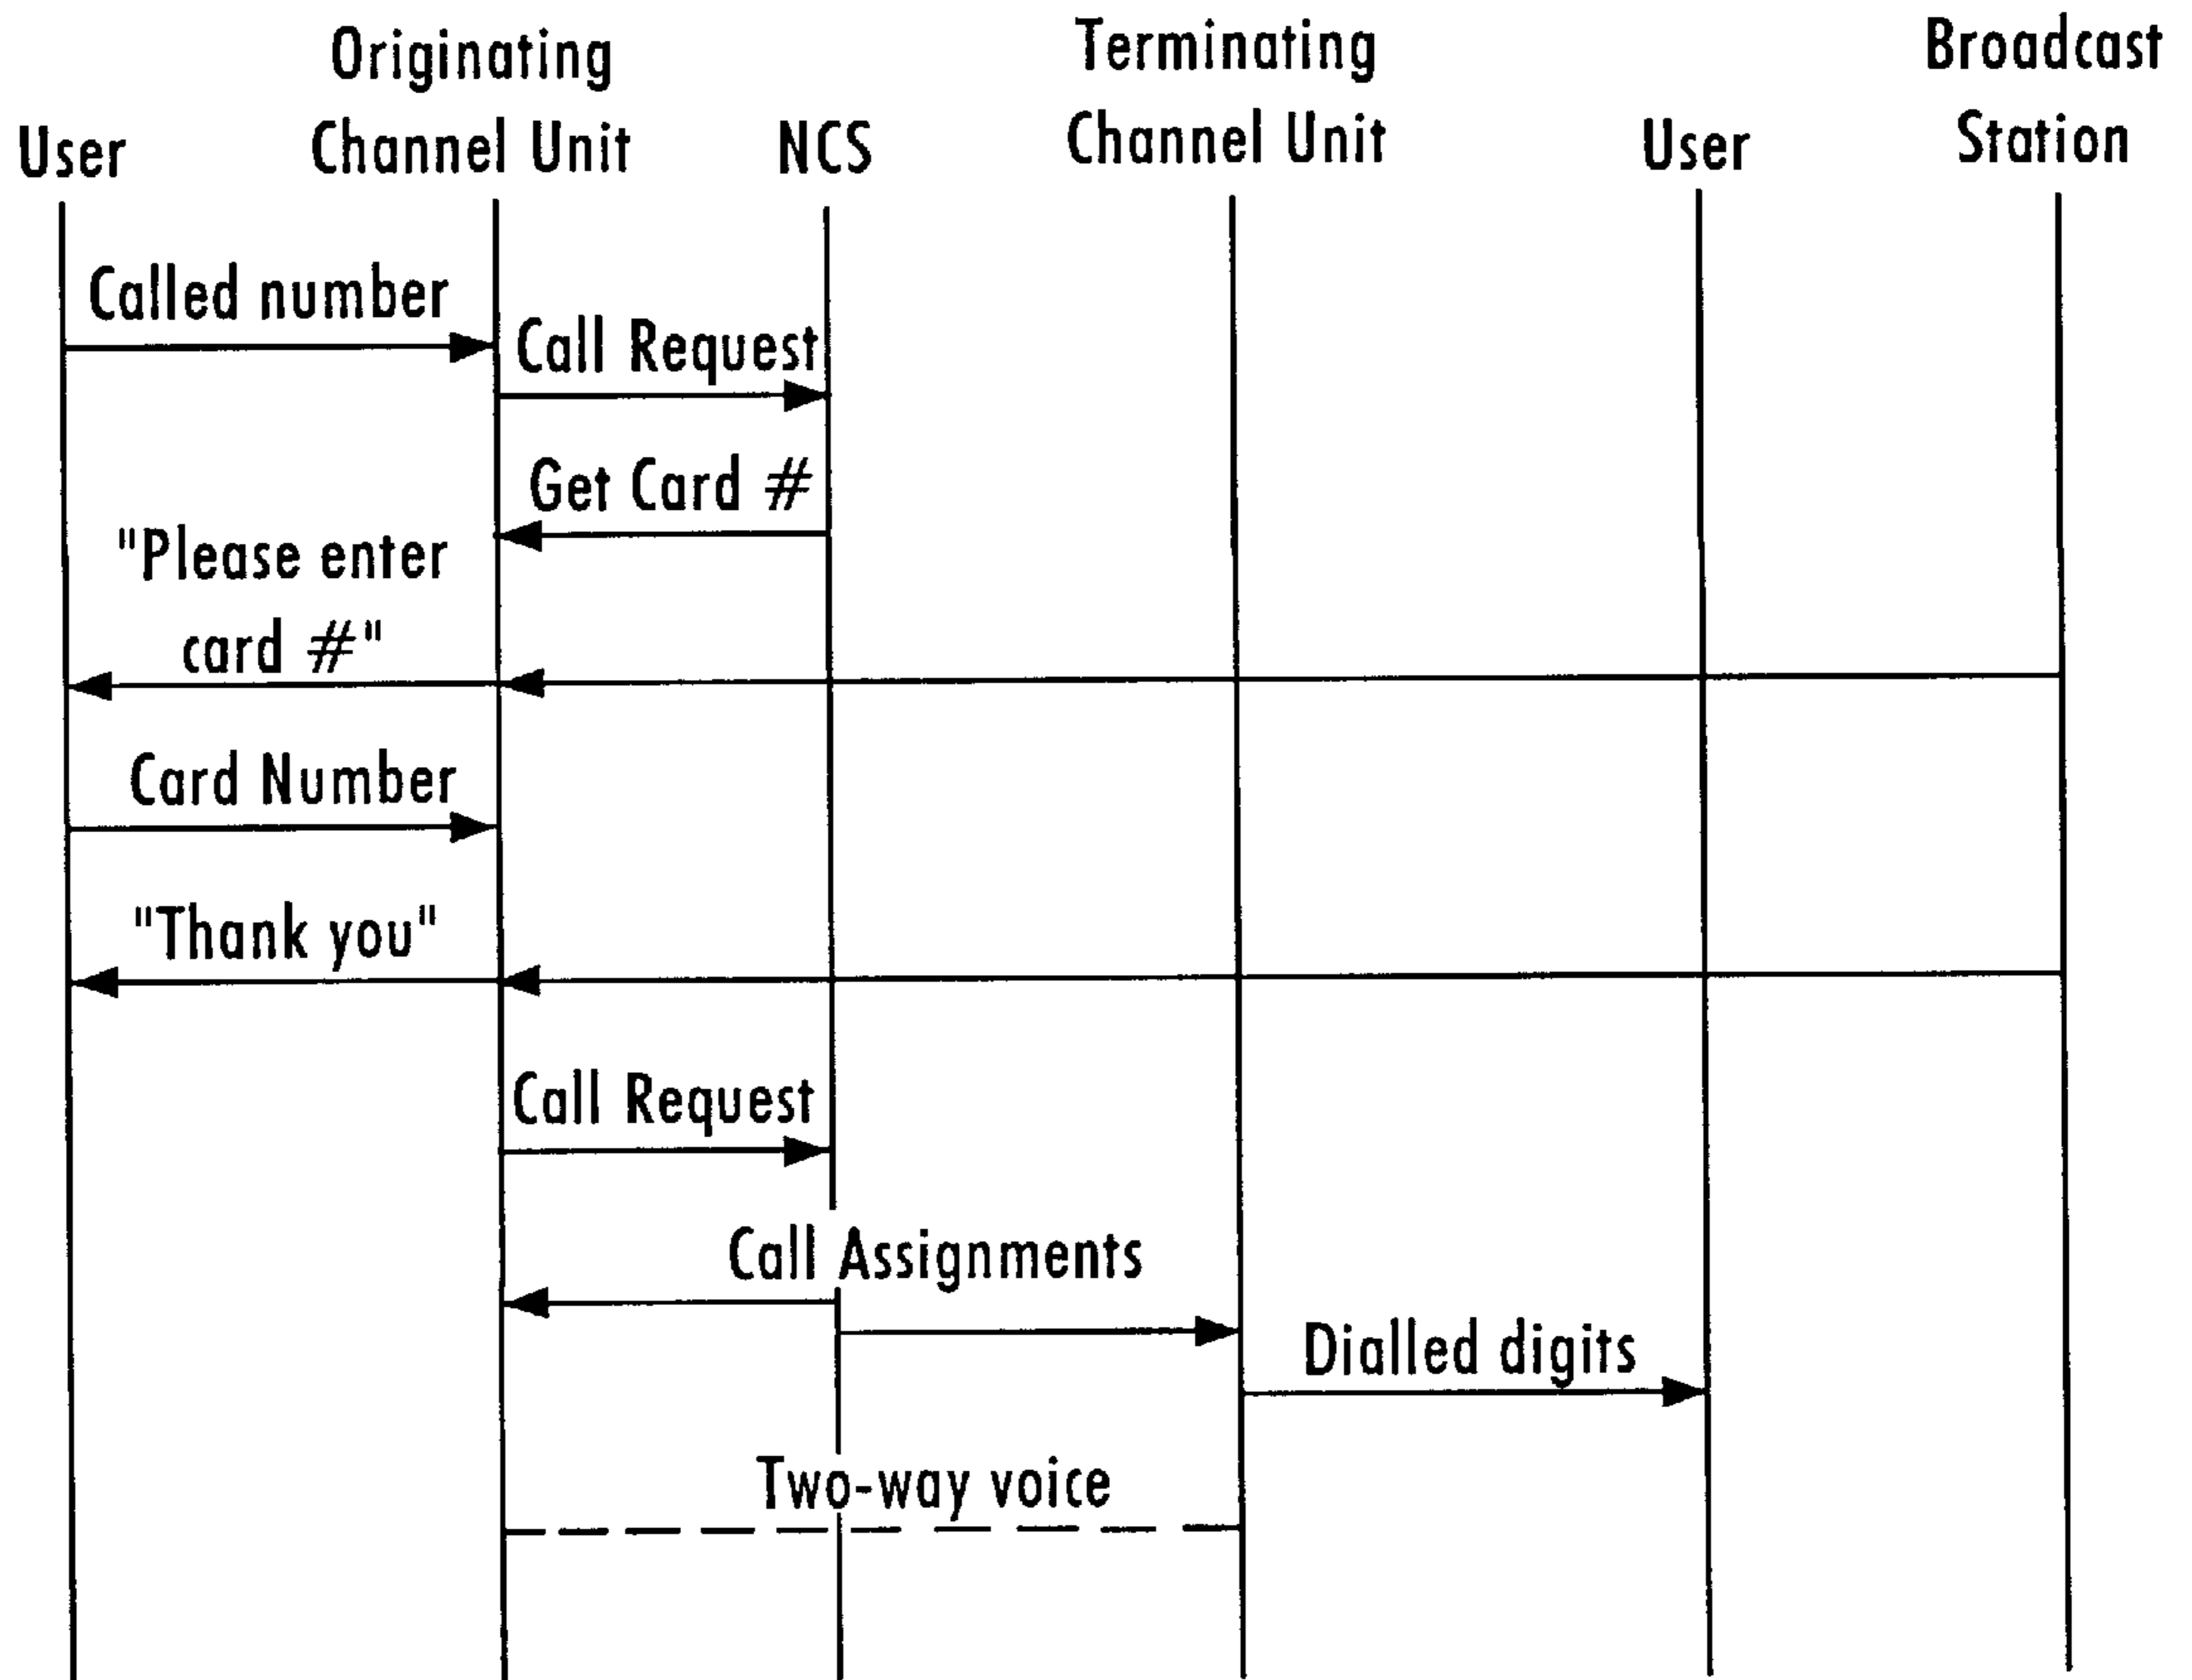 User
Originating
Channel Unit
NCS
Terminating
Channel Unit
User
Broadcast
Station
Called number
Call Request
Get Card #
"Please enter
card #"
Card Number
"Thank you"
Call Request
Call Assignments
Dialled digits
Two-way voice